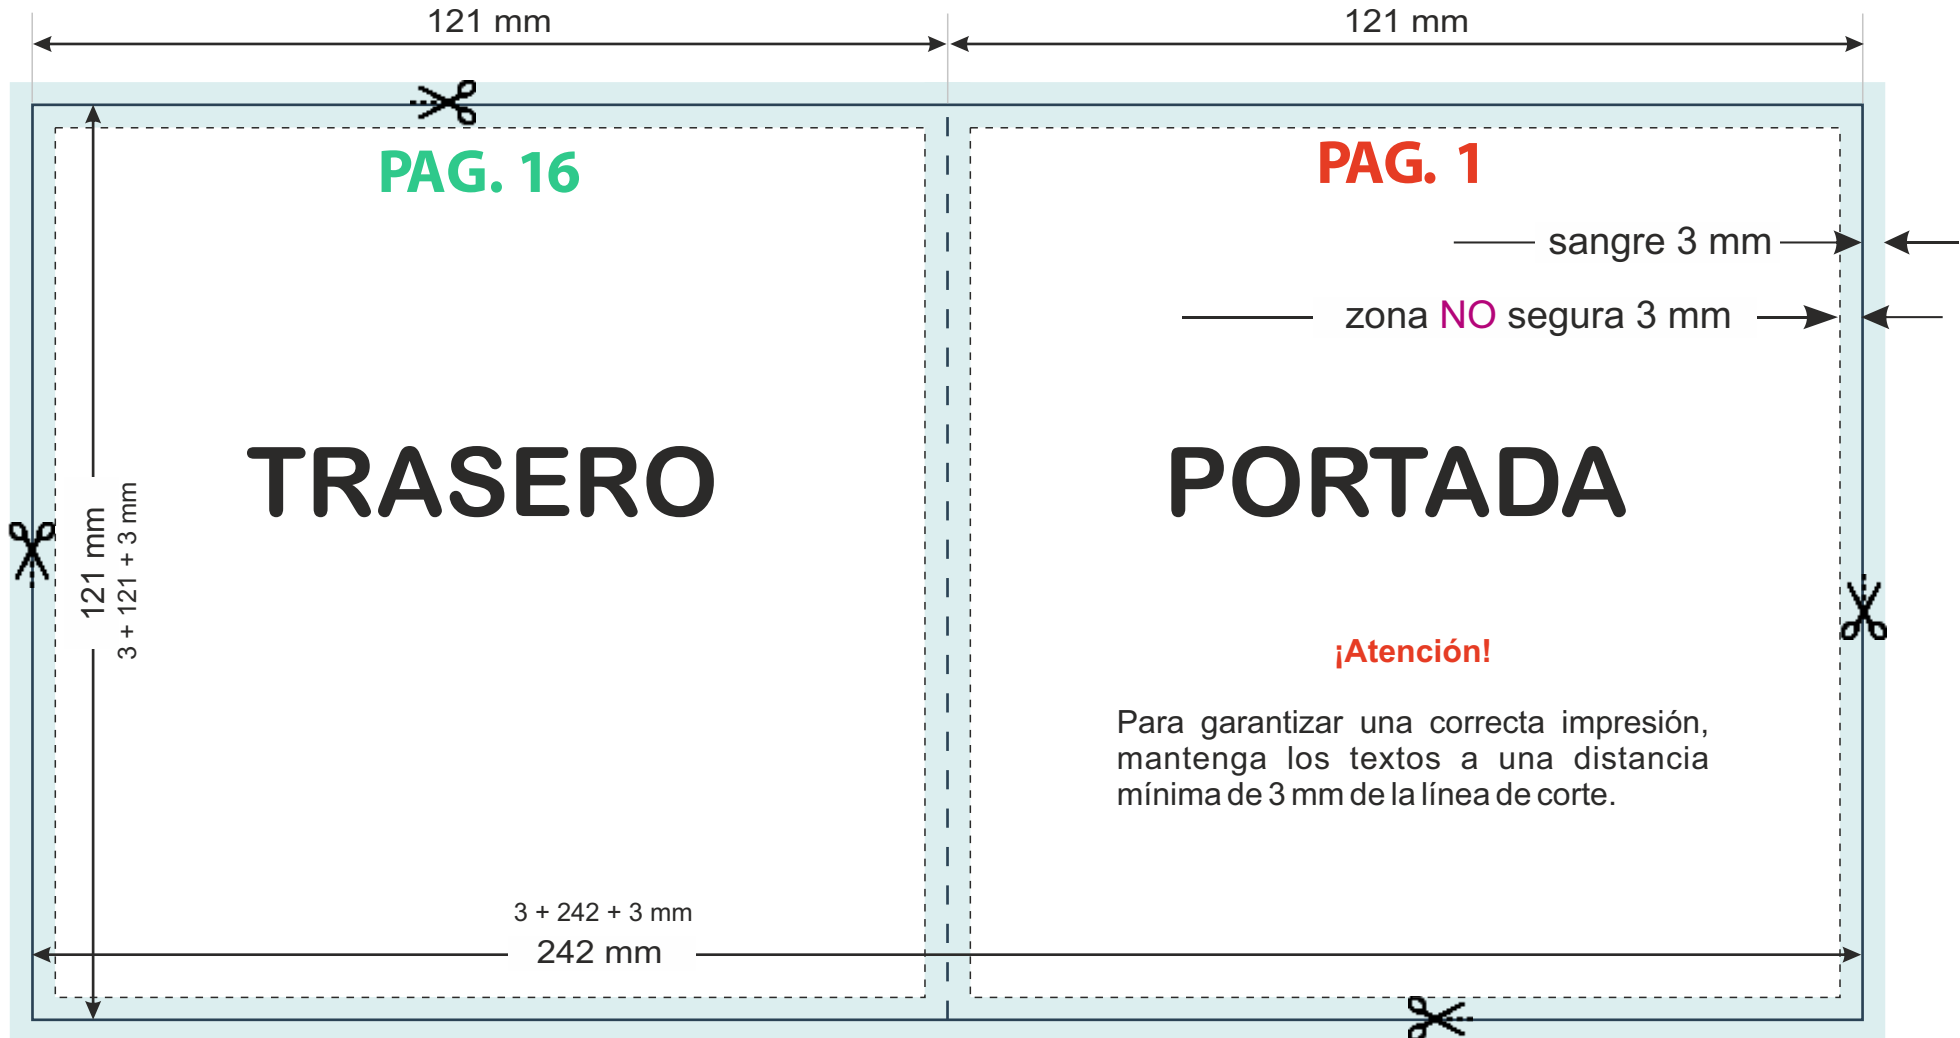 121 mm
121 mm
PAG. 16
PAG. 1
sangre 3 mm
zona NO segura 3 mm
TRASERO
PORTADA
121 mm
3 + 121 + 3 mm
¡Atención!
Para garantizar una correcta impresión,
mantenga los textos a una distancia
mínima de 3 mm de la línea de corte.
3 + 242 + 3 mm
242 mm